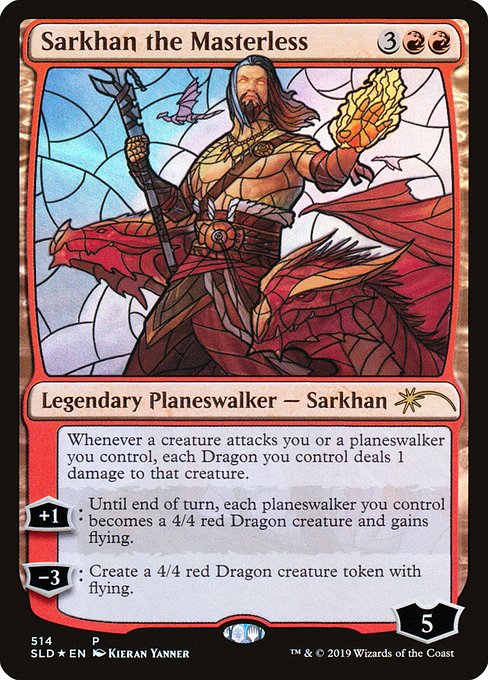 Sarkhan the Masterless 3
Legendary Planeswalker — Sarkhan
Whenever a creature attacks you or a planeswalker
you control, each Dragon you control deals 1
damage to that creature.
+1 : Until end of turn, each planeswalker you control
becomes a 4/4 red Dragon creature and gains
flying.
-3 : Create a 4/4 red Dragon creature token with
flying.
5
514 P
SLD ★ EN Kieran Yanner
™ & © 2019 Wizards of the Coast